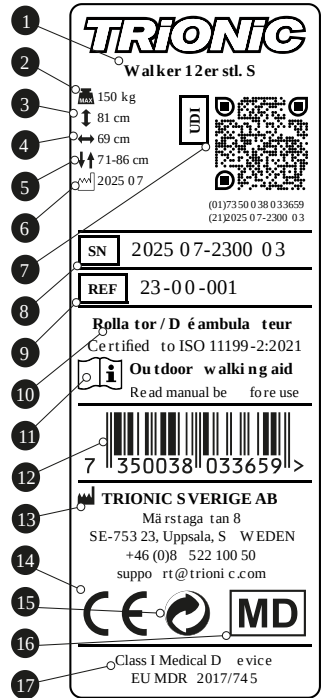 1
TRiONiC
Walker 12er stl. S
2
MAX 150 kg
3
81 cm
4
69 cm
5
71-86 cm
6
2025 07
UDI
(01)7350038033659
(21)202507-2300 03
7
8
SN 2025 07-2300 03
9
REF 23-00-001
10
Rollator/Déambulateur
Certified to ISO 11199-2:2021
11
Outdoor walking aid
Read manual before use
12
7 350038 033659 >
13
TRIONIC SVERIGE AB
Märstagatan 8
SE-753 23, Uppsala, SWEDEN
+46 (0)8 522 100 50
support@trionic.com
14
CE
15
16
MD
17
Class I Medical Device
EU MDR 2017/745